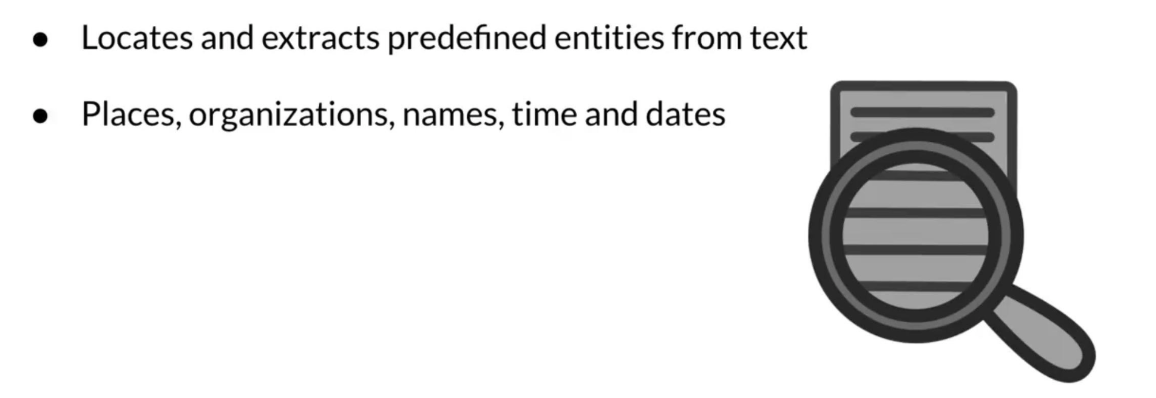 ● Locates and extracts predefined entities from text
● Places, organizations, names, time and dates